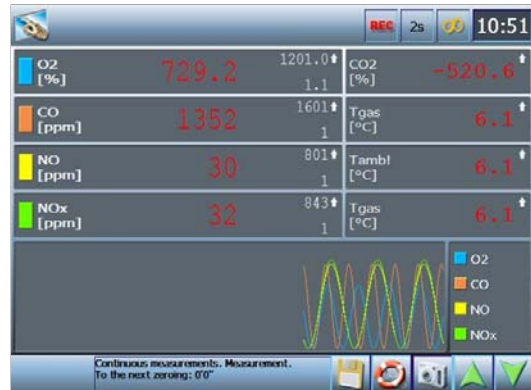 REC 2s 10:51
O2 [%] 729.2 1201.0 1.1
CO2 [%] -520.6
CO [ppm] 1352 1601 1
Tgas [°C] 6.1
NO [ppm] 30 801 1
Tambl [°C] 6.1
NOx [ppm] 32 843 1
Tgas [°C] 6.1
O2
CO
NO
NOx
Continuous measurements. Measurement.
To the next zeroing: 0'0"